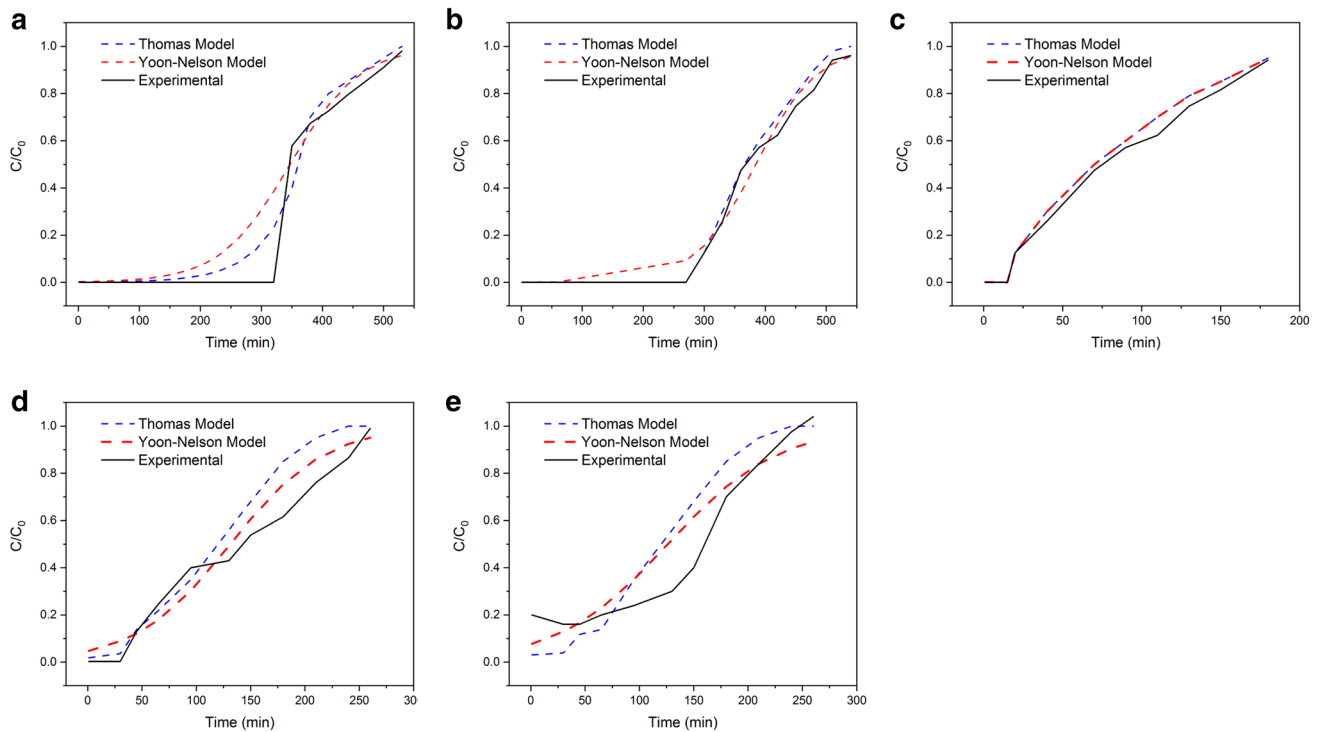 a
Thomas Model
Yoon-Nelson Model
Experimental
1.0
0.8
0.6
0.4
0.2
0.0
C/C0
0 100 200 300 400 500
Time (min)
b
Thomas Model
Yoon-Nelson Model
Experimental
1.0
0.8
0.6
0.4
0.2
0.0
C/C0
0 100 200 300 400 500
Time (min)
c
Thomas Model
Yoon-Nelson Model
Experimental
1.0
0.8
0.6
0.4
0.2
0.0
C/C0
0 50 100 150 200
Time (min)
d
Thomas Model
Yoon-Nelson Model
Experimental
1.0
0.8
0.6
0.4
0.2
0.0
C/C0
0 50 100 150 200 250 30
Time (min)
e
Thomas Model
Yoon-Nelson Model
Experimental
1.0
0.8
0.6
0.4
0.2
0.0
C/C0
0 50 100 150 200 250 300
Time (min)